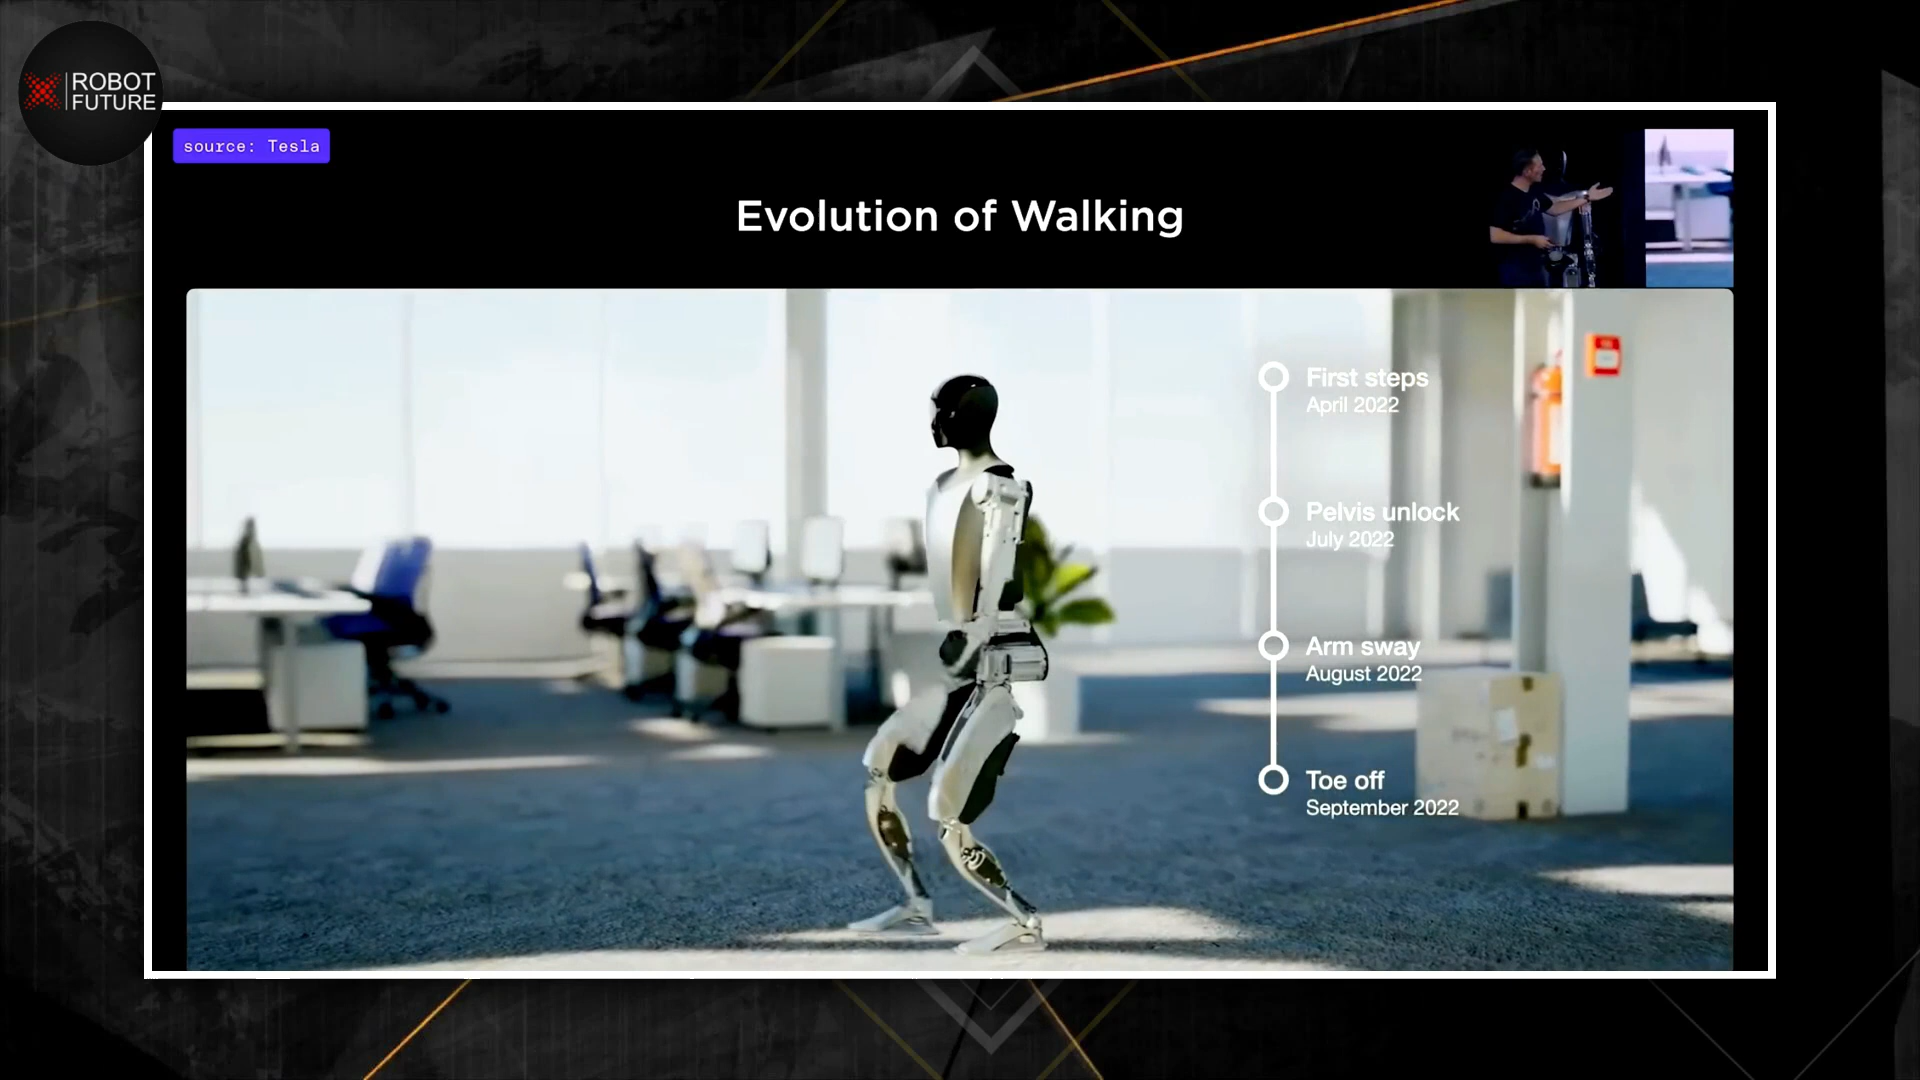 ROBOT
FUTURE
source: Tesla
Evolution of Walking
First steps
April 2022
Pelvis unlock
July 2022
Arm sway
August 2022
Toe off
September 2022